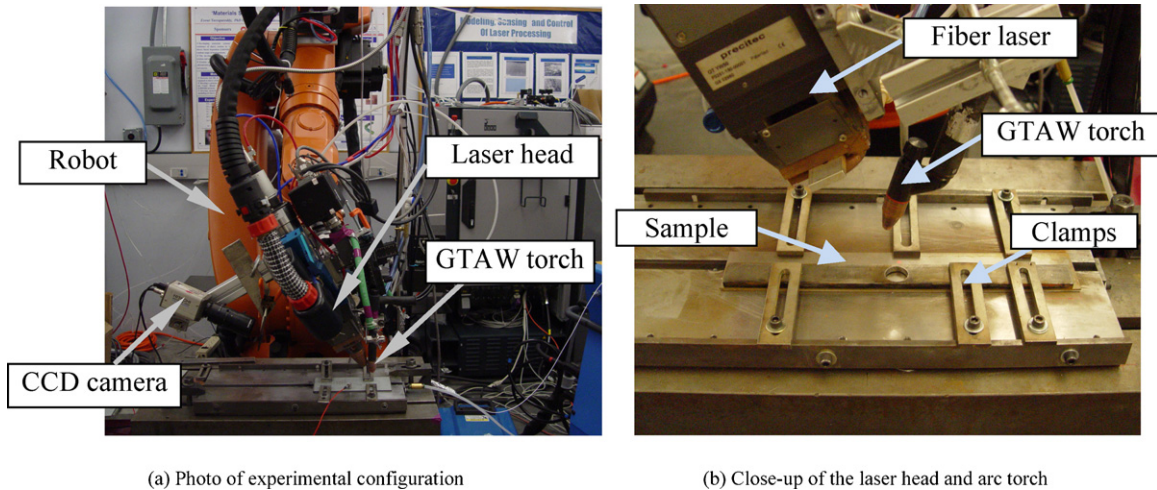 Modeling, Sensing and Control
Of Laser Processing
Robot
Laser head
GTAW torch
CCD camera
(a) Photo of experimental configuration
precitec
Fiber laser
GTAW torch
Sample
Clamps
(b) Close-up of the laser head and arc torch